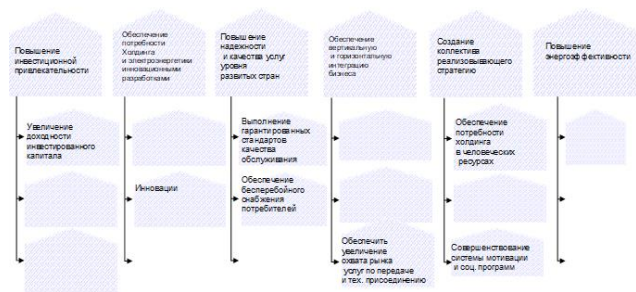 Повышение
инвестиционной
привлекательности
Обеспечение
потребности
Холдинга
и электроэнергетики
инновационными
разработками
Повышение
надежности
и качества услуг
уровня
развитых стран
Обеспечение
вертикальную
и горизонтальную
интеграцию
бизнеса
Создание
коллектива
реализовывающего
стратегию
Повышение
энергоэффективности
Увеличение
доходности
инвестированного
капитала
Выполнение
гарантированных
стандартов
качества
обслуживания
Обеспечение
потребности
холдинга
в человеческих
ресурсах
Инновации
Обеспечение
бесперебойного
снабжения
потребителей
Обеспечить
увеличение
охвата рынка
услуг по передаче
и тех. присоединению
Совершенствование
системы мотивации
и соц. программ